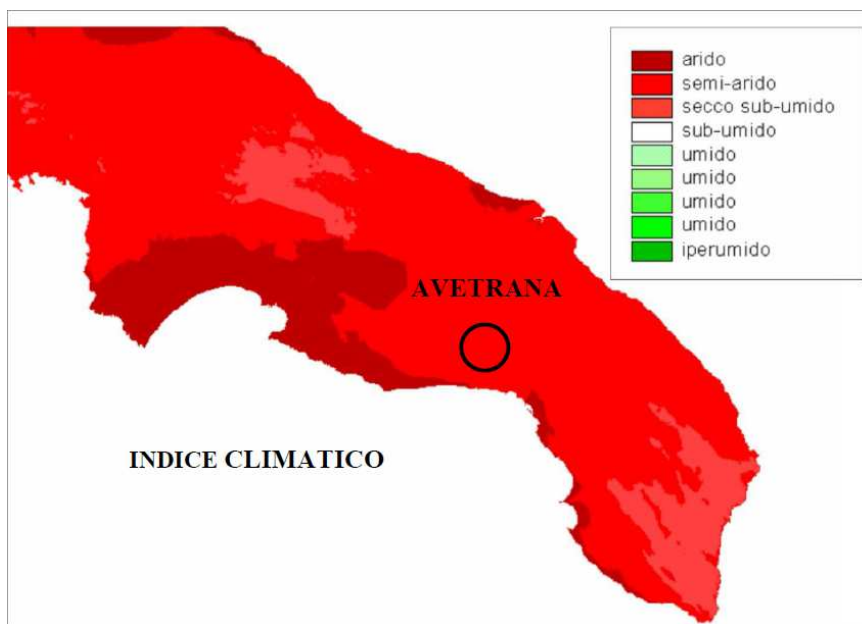 arido
semi-arido
secco sub-umido
sub-umido
umido
umido
umido
umido
iperumido
AVETRANA
INDICE CLIMATICO